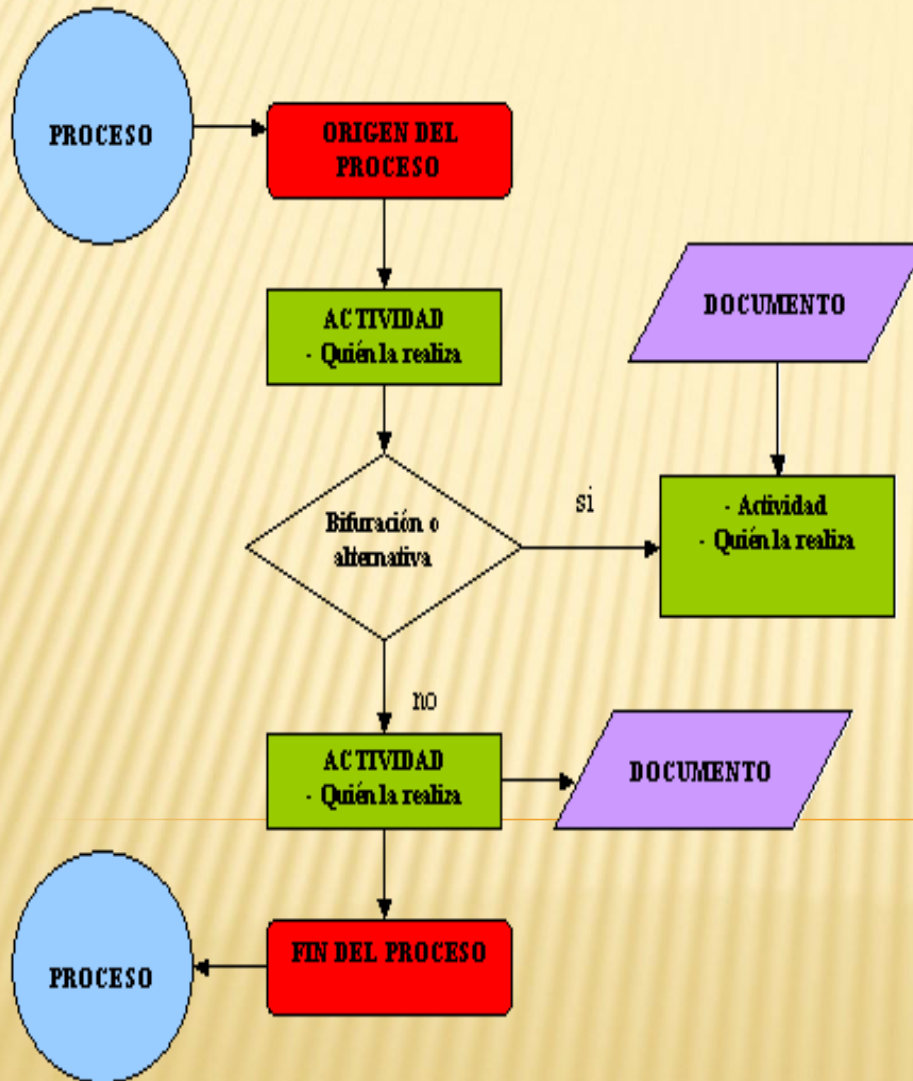 PROCESO
ORIGEN DEL
PROCESO
ACTIVIDAD
- Quién la realiza
DOCUMENTO
Bifuración o
alternativa
si
- Actividad
- Quién la realiza
no
ACTIVIDAD
- Quién la realiza
DOCUMENTO
FIN DEL PROCESO
PROCESO